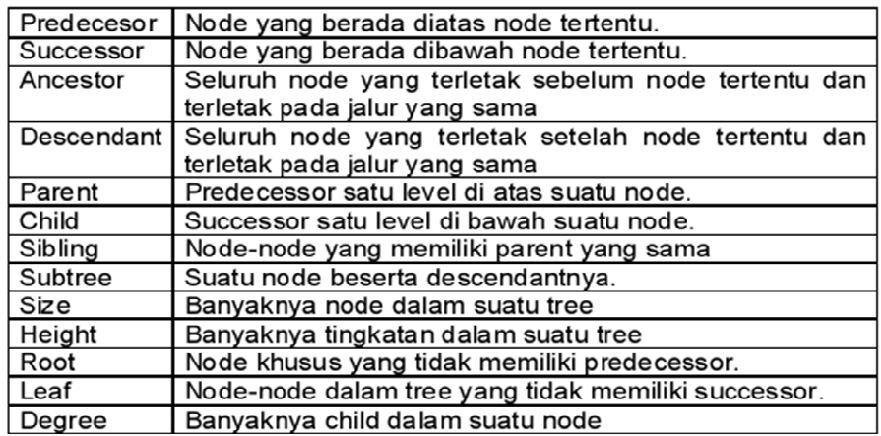 Predecesor Node yang berada diatas node tertentu.
Successor Node yang berada dibawah node tertentu.
Ancestor Seluruh node yang terletak sebelum node tertentu dan
terletak pada jalur yang sama
Descendant Seluruh node yang terletak setelah node tertentu dan
terletak pada jalur yang sama
Parent Predecessor satu level di atas suatu node.
Child Successor satu level di bawah suatu node.
Sibling Node-node yang memiliki parent yang sama
Subtree Suatu node beserta descendantnya.
Size Banyaknya node dalam suatu tree
Height Banyaknya tingkatan dalam suatu tree
Root Node khusus yang tidak memiliki predecessor.
Leaf Node-node dalam tree yang tidak memiliki successor.
Degree Banyaknya child dalam suatu node